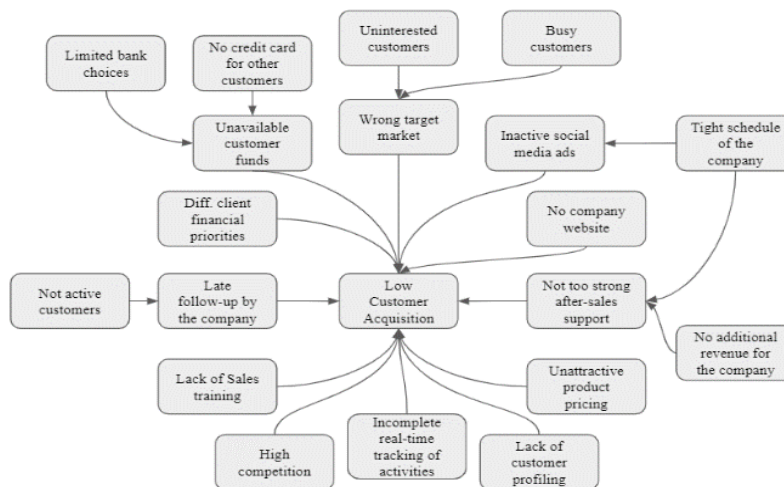 Uninterested
customers
Busy
customers
Limited bank
choices
No credit card
for other
customers
Unavailable
customer
funds
Wrong target
market
Inactive social
media ads
Tight schedule
of the
company
Diff. client
financial
priorities
No company
website
Not active
customers
Late
follow-up by
the company
Low
Customer
Acquisition
Not too strong
after-sales
support
No additional
revenue for
the company
Lack of Sales
training
Unattractive
product
pricing
High
competition
Incomplete
real-time
tracking of
activities
Lack of
customer
profiling